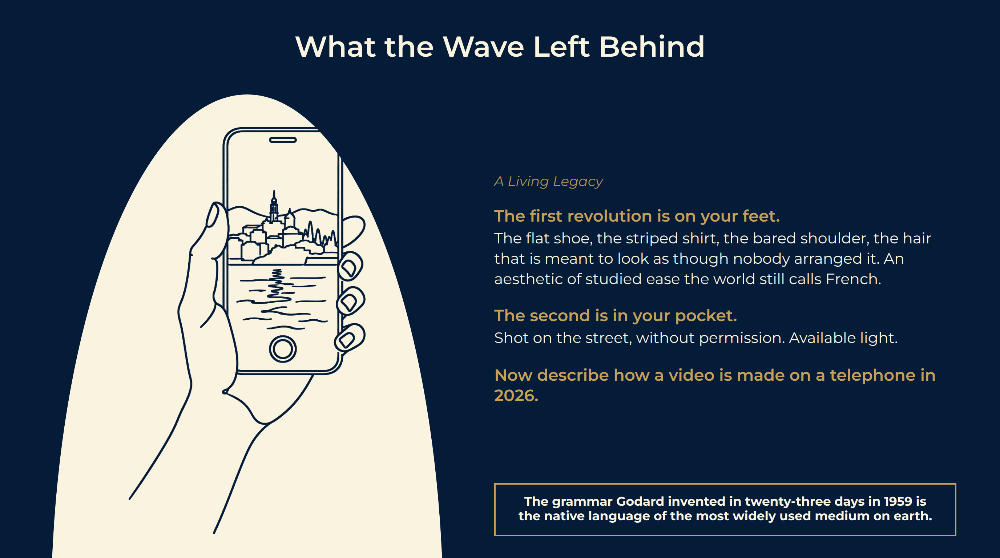 What the Wave Left Behind
A Living Legacy
The first revolution is on your feet.
The flat shoe, the striped shirt, the bared shoulder, the hair
that is meant to look as though nobody arranged it. An
aesthetic of studied ease the world still calls French.
The second is in your pocket.
Shot on the street, without permission. Available light.
Now describe how a video is made on a telephone in
2026.
The grammar Godard invented in twenty-three days in 1959 is
the native language of the most widely used medium on earth.